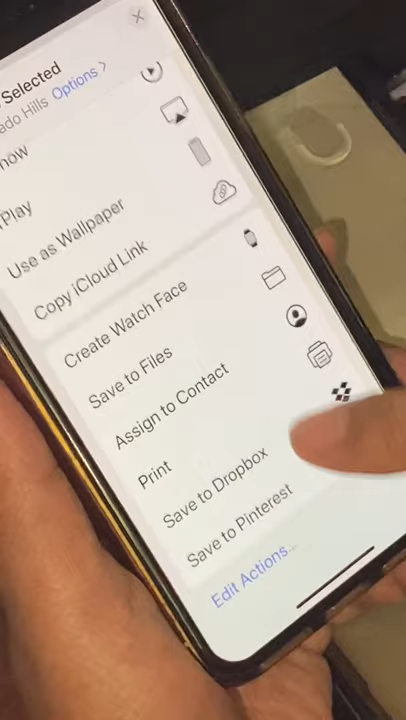 Selected
ado Hills Options >
how
Play
Use as Wallpaper
Copy iCloud Link
Create Watch Face
Save to Files
Assign to Contact
Print
Save to Dropbox
Save to Pinterest
Edit Actions...